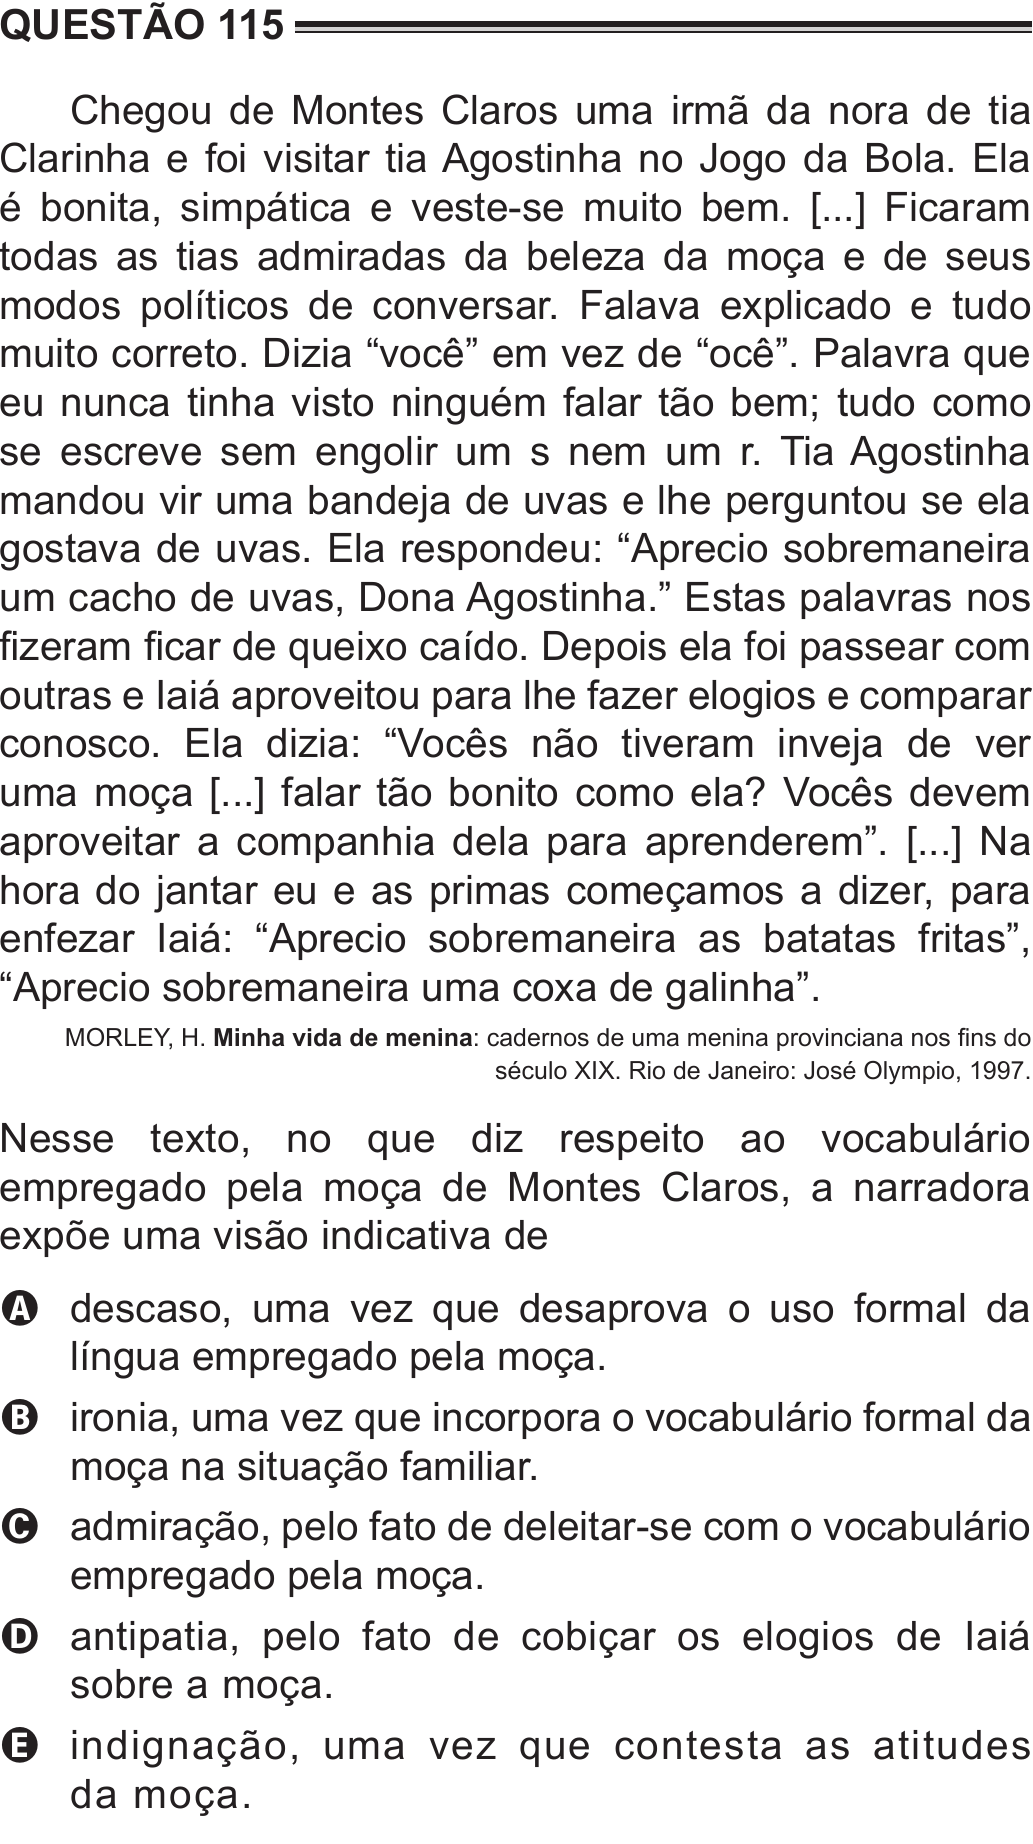 QUESTÃO 115
Chegou de Montes Claros uma irmã da nora de tia
Clarinha e foi visitar tia Agostinha no Jogo da Bola. Ela
é bonita, simpática e veste-se muito bem. [...] Ficaram
todas as tias admiradas da beleza da moça e de seus
modos políticos de conversar. Falava explicado e tudo
muito correto. Dizia “você” em vez de “ocê”. Palavra que
eu nunca tinha visto ninguém falar tão bem; tudo como
se escreve sem engolir um s nem um r. Tia Agostinha
mandou vir uma bandeja de uvas e lhe perguntou se ela
gostava de uvas. Ela respondeu: “Aprecio sobremaneira
um cacho de uvas, Dona Agostinha.” Estas palavras nos
fizeram ficar de queixo caído. Depois ela foi passear com
outras e Iaiá aproveitou para lhe fazer elogios e comparar
conosco. Ela dizia: “Vocês não tiveram inveja de ver
uma moça [...] falar tão bonito como ela? Vocês devem
aproveitar a companhia dela para aprenderem”. [...] Na
hora do jantar eu e as primas começamos a dizer, para
enfezar Iaiá: “Aprecio sobremaneira as batatas fritas”,
“Aprecio sobremaneira uma coxa de galinha”.
MORLEY, H. Minha vida de menina: cadernos de uma menina provinciana nos fins do
século XIX. Rio de Janeiro: José Olympio, 1997.
Nesse texto, no que diz respeito ao vocabulário
empregado pela moça de Montes Claros, a narradora
expõe uma visão indicativa de
A descaso, uma vez que desaprova o uso formal da
língua empregado pela moça.
B ironia, uma vez que incorpora o vocabulário formal da
moça na situação familiar.
C admiração, pelo fato de deleitar-se com o vocabulário
empregado pela moça.
D antipatia, pelo fato de cobiçar os elogios de Iaiá
sobre a moça.
E indignação, uma vez que contesta as atitudes
da moça.